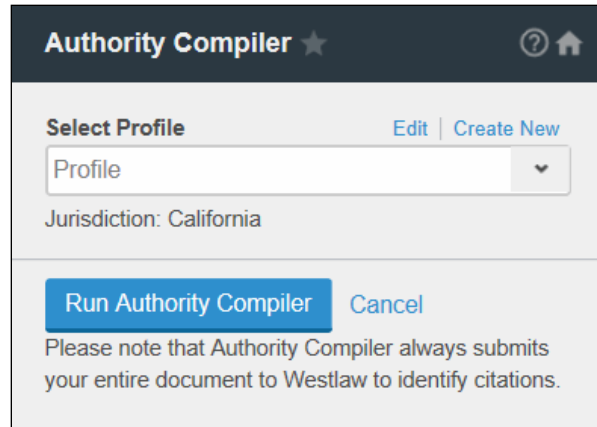 Authority Compiler
Select Profile Edit | Create New
Profile
Jurisdiction: California
Run Authority Compiler Cancel
Please note that Authority Compiler always submits
your entire document to Westlaw to identify citations.